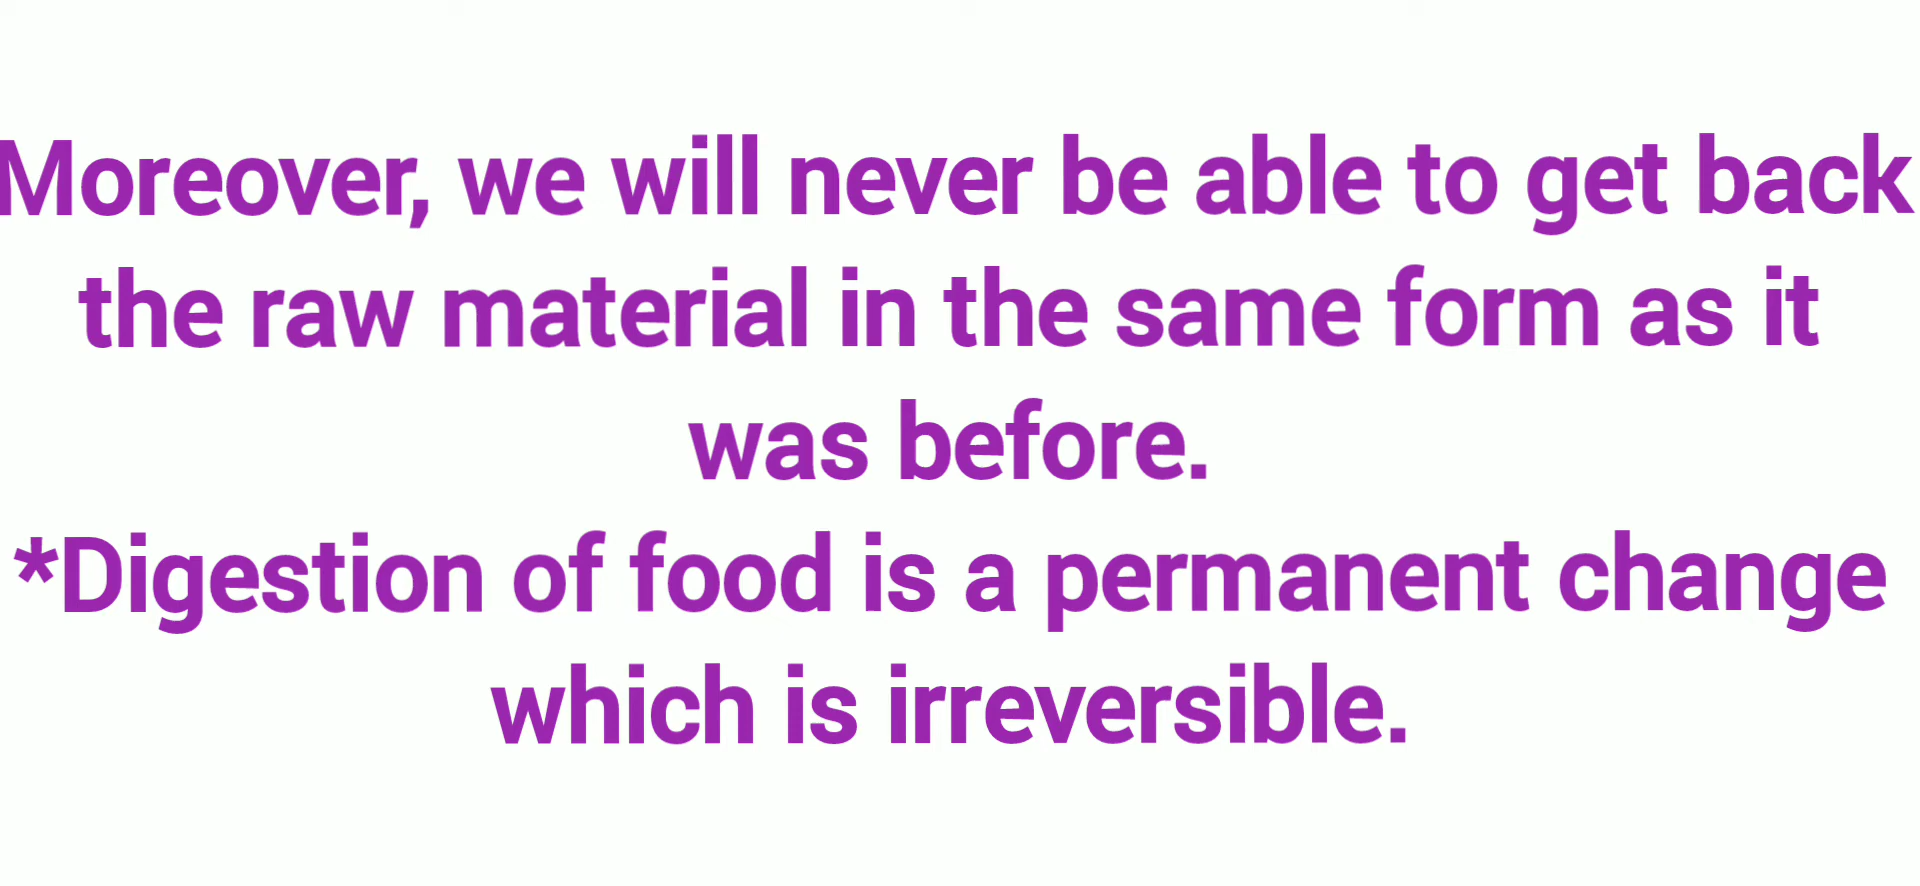 Moreover, we will never be able to get back
the raw material in the same form as it
was before.
*Digestion of food is a permanent change
which is irreversible.